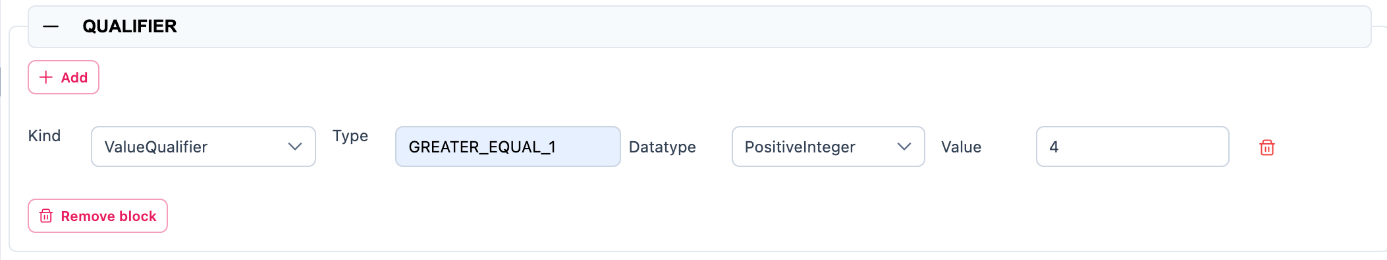 QUALIFIER
Add
Kind ValueQualifier Type GREATER_EQUAL_1 Datatype PositiveInteger Value 4
Remove block